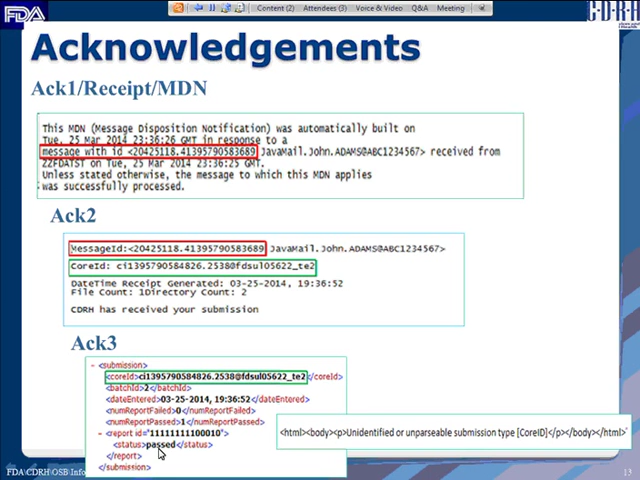 Content (2) Attendees (3) Voice & Video Q&A Meeting
FDA
CDRH
Acknowledgements
Ack1/Receipt/MDN
This MDN (Message Disposition Notification) was automatically built on
Tue, 25 Mar 2014 23:36:26 GMT in response to a
message with id <20425118.41395790583689.JavaMail.John.ADAMS@ABC1234567> received from
ZZFDATST on Tue, 25 Mar 2014 23:36:25 GMT.
Unless stated otherwise, the message to which this MDN applies
was successfully processed.
Ack2
MessageId:<20425118.41395790583689.JavaMail.John.ADAMS@ABC1234567>
CoreId: ci1395790584826.2538@fdsul05622_te2
DateTime Receipt Generated: 03-25-2014, 19:36:52
File Count: 1Directory Count: 2
CDRH has received your submission
Ack3
- <submission>
<coreId>ci1395790584826.2538@fdsul05622_te2</coreId>
<batchId>2</batchId>
<dateEntered>03-25-2014, 19:36:52</dateEntered>
<numReportFailed>0</numReportFailed>
<numReportPassed>1</numReportPassed>
- <report id="11111111100010">
<status>passed</status>
</report>
</submission>
<html><body><p>Unidentified or unparseable submission type [CoreID]</p></body></html>
FDA/CDRH/OSB/Info
13